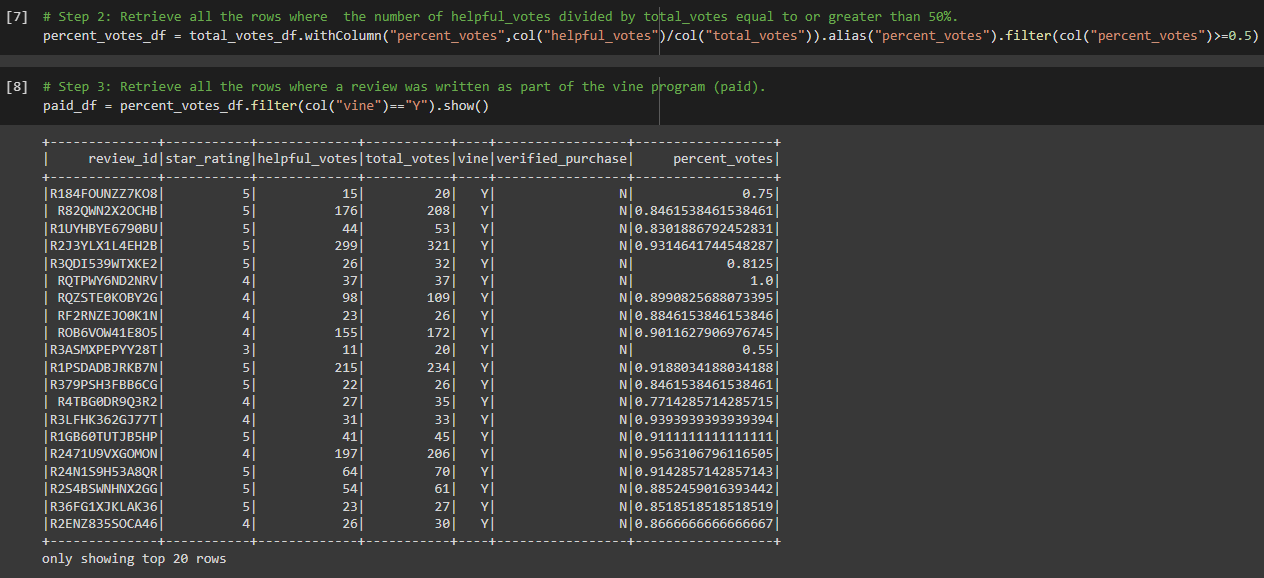 [7] # Step 2: Retrieve all the rows where  the number of helpful_votes divided by total_votes equal to or greater than 50%.
percent_votes_df = total_votes_df.withColumn("percent_votes",col("helpful_votes")/col("total_votes")).alias("percent_votes").filter(col("percent_votes")>=0.5)
[8] # Step 3: Retrieve all the rows where a review was written as part of the vine program (paid).
paid_df = percent_votes_df.filter(col("vine")=="Y").show()
+--------------+-----------+-------------+-----------+----+-----------------+------------------+
|     review_id|star_rating|helpful_votes|total_votes|vine|verified_purchase|     percent_votes|
+--------------+-----------+-------------+-----------+----+-----------------+------------------+
|R184FOUNZZ7KO8|          5|           15|         20|   Y|                N|              0.75|
| R82QWN2X2OCHB|          5|          176|        208|   Y|                N|0.8461538461538461|
|R1UYHBYE6790BU|          5|           44|         53|   Y|                N|0.8301886792452831|
|R2J3YLX1L4EH2B|          5|          299|        321|   Y|                N|0.9314641744548287|
|R3QDI539WTXKE2|          5|           26|         32|   Y|                N|            0.8125|
| RQTPWY6ND2NRV|          4|           37|         37|   Y|                N|               1.0|
| RQZSTE0KOBY2G|          4|           98|        109|   Y|                N|0.8990825688073395|
| RF2RNZEJO0K1N|          4|           23|         26|   Y|                N|0.8846153846153846|
| ROB6VOW41E8O5|          4|          155|        172|   Y|                N|0.9011627906976745|
|R3ASMXPEPYY28T|          3|           11|         20|   Y|                N|              0.55|
|R1PSDADBJRKB7N|          5|          215|        234|   Y|                N|0.9188034188034188|
|R379PSH3FBB6CG|          5|           22|         26|   Y|                N|0.8461538461538461|
| R4TBG0DR9Q3R2|          4|           27|         35|   Y|                N|0.7714285714285715|
|R3LFHK362GJ77T|          4|           31|         33|   Y|                N|0.9393939393939394|
|R1GB60TUTJB5HP|          5|           41|         45|   Y|                N|0.9111111111111111|
|R2471U9VXGOMON|          4|          197|        206|   Y|                N|0.9563106796116505|
|R24N1S9H53A8QR|          5|           64|         70|   Y|                N|0.9142857142857143|
|R2S4BSWNHNX2GG|          5|           54|         61|   Y|                N|0.8852459016393442|
|R36FG1XJKLAK36|          5|           23|         27|   Y|                N|0.8518518518518519|
|R2ENZ835SOCA46|          4|           26|         30|   Y|                N|0.8666666666666667|
+--------------+-----------+-------------+-----------+----+-----------------+------------------+
only showing top 20 rows